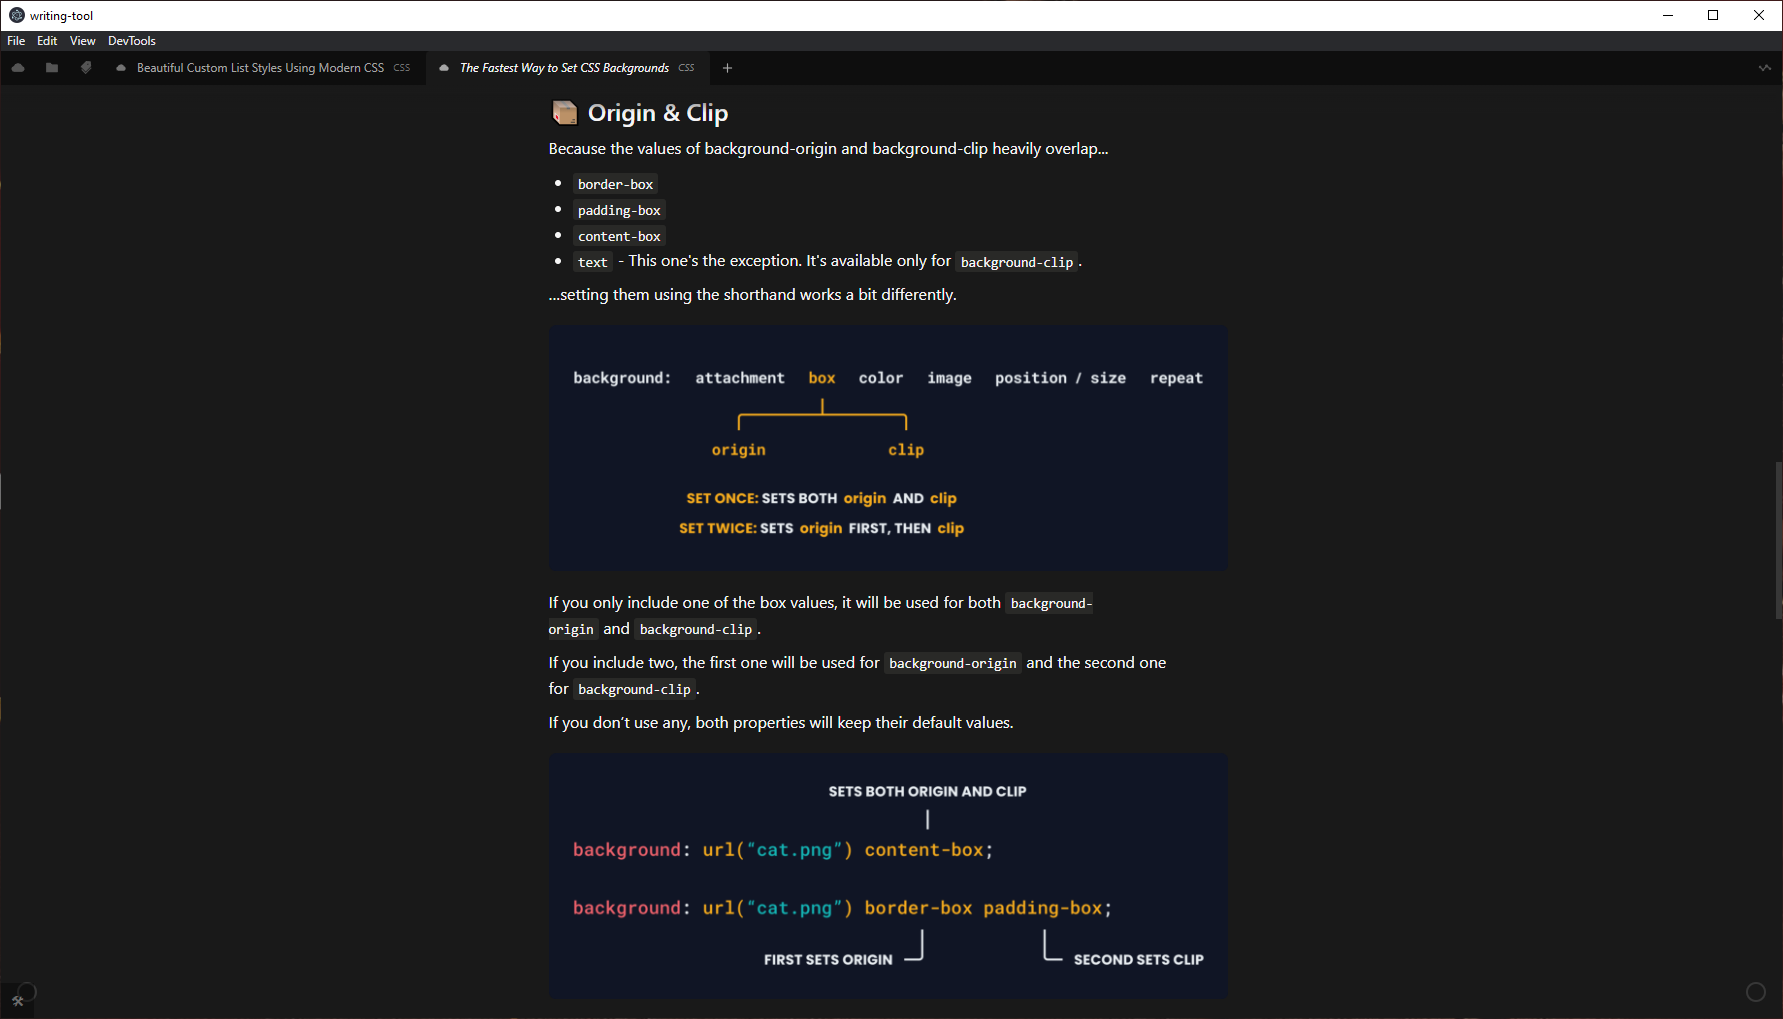 writing-tool
File Edit View DevTools
Beautiful Custom List Styles Using Modern CSS CSS The Fastest Way to Set CSS Backgrounds CSS +
Origin & Clip
Because the values of background-origin and background-clip heavily overlap...
• border-box
• padding-box
• content-box
• text - This one's the exception. It's available only for background-clip.
...setting them using the shorthand works a bit differently.
background: attachment box color image position / size repeat
origin clip
SET ONCE: SETS BOTH origin AND clip
SET TWICE: SETS origin FIRST, THEN clip
If you only include one of the box values, it will be used for both background-
origin and background-clip.
If you include two, the first one will be used for background-origin and the second one
for background-clip.
If you don’t use any, both properties will keep their default values.
SETS BOTH ORIGIN AND CLIP
background: url(“cat.png”) content-box;
background: url(“cat.png”) border-box padding-box;
FIRST SETS ORIGIN SECOND SETS CLIP